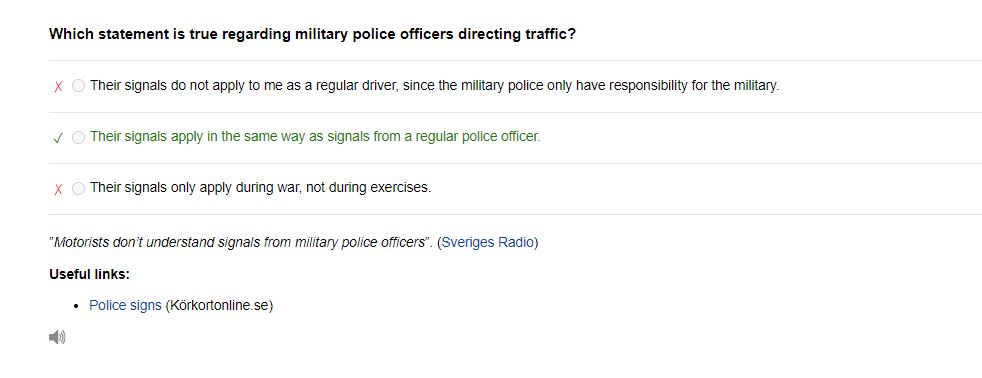 Which statement is true regarding military police officers directing traffic?
✗ Their signals do not apply to me as a regular driver, since the military police only have responsibility for the military.
✓ Their signals apply in the same way as signals from a regular police officer.
✗ Their signals only apply during war, not during exercises.
"Motorists don't understand signals from military police officers". (Sveriges Radio)
Useful links:
• Police signs (Körkortonline.se)